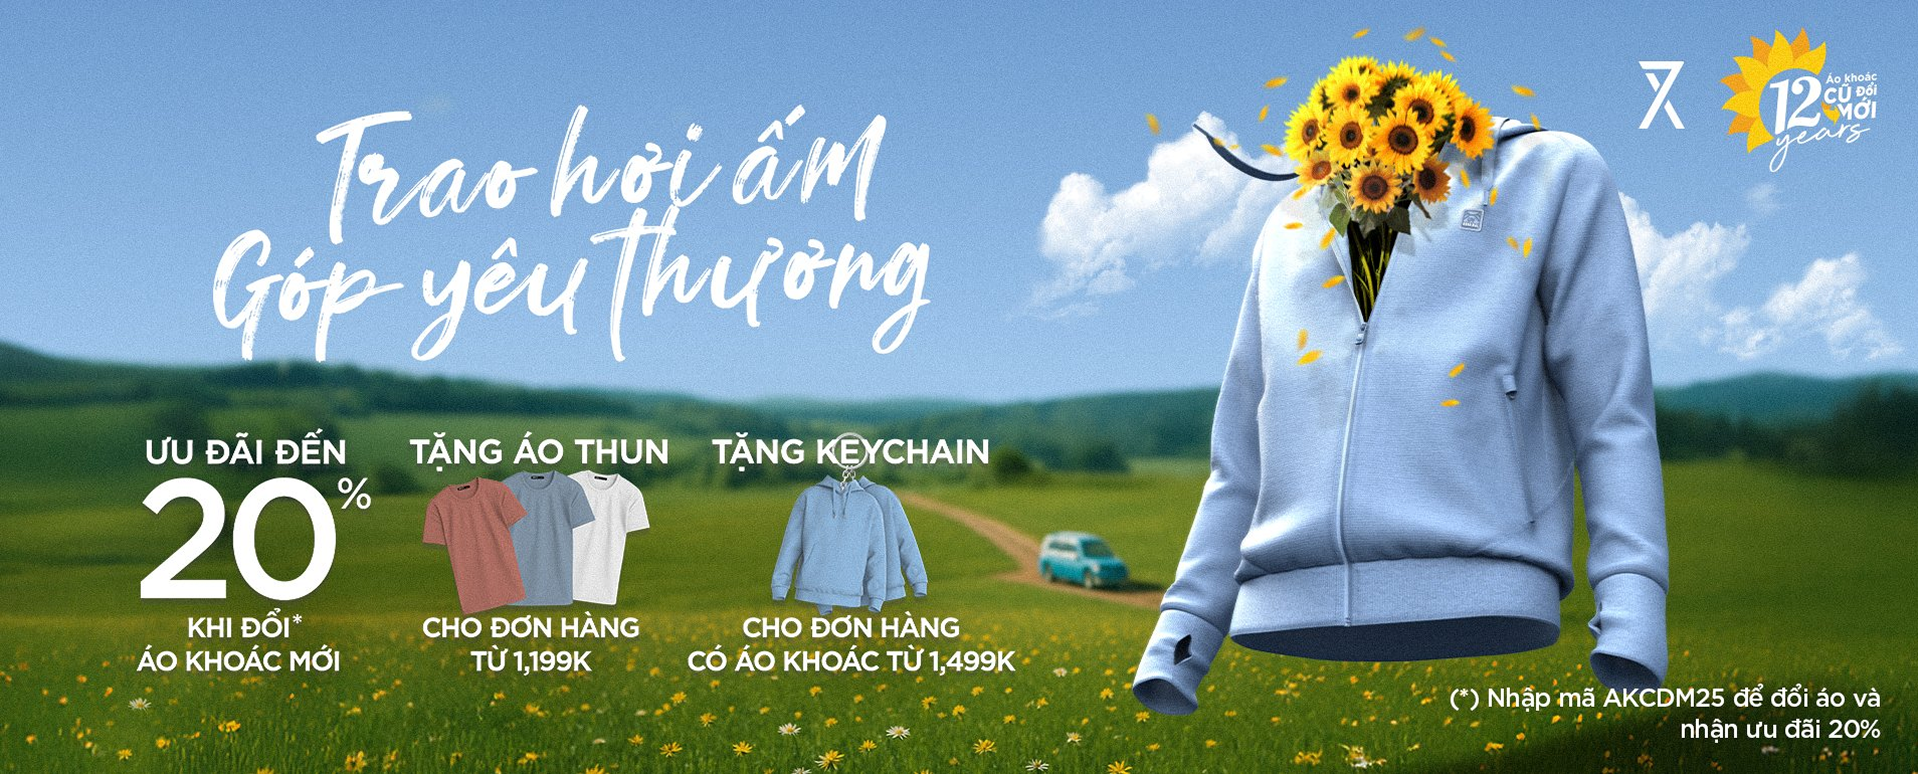 Trao hơi ấm
Góp yêu thương
ƯU ĐÃI ĐẾN
20%
KHI ĐỔI*
ÁO KHOÁC MỚI
TẶNG ÁO THUN
CHO ĐƠN HÀNG
TỪ 1,199K
TẶNG KEYCHAIN
CHO ĐƠN HÀNG
CÓ ÁO KHOÁC TỪ 1,499K
12
Áo khoác
CŨ ĐỔI
MỚI
years
(*) Nhập mã AKCDM25 để đổi áo và
nhận ưu đãi 20%